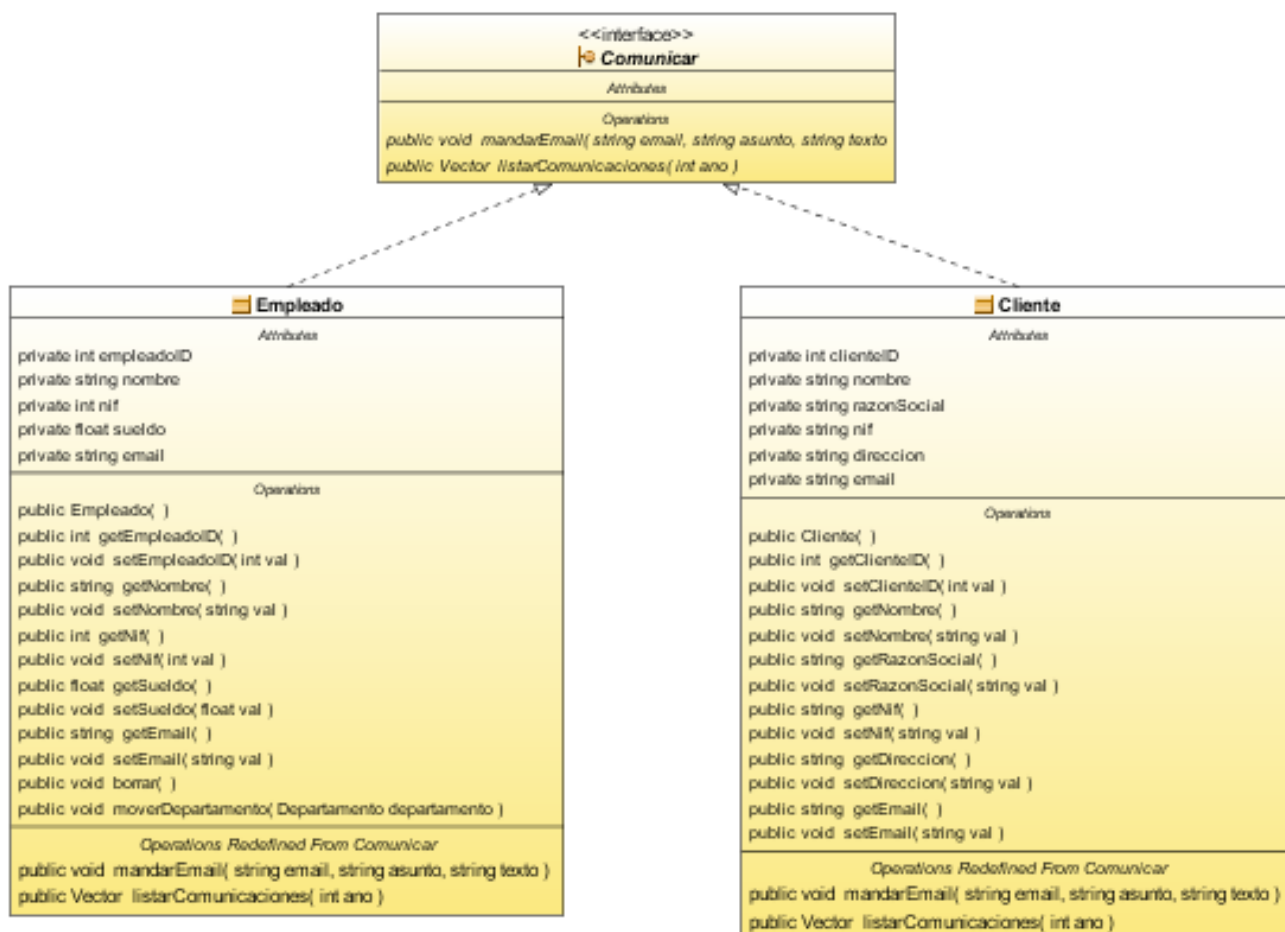 <<interface>>
Comunicar
Attributes
Operations
public void mandarEmail( string email, string asunto, string texto
public Vector listarComunicaciones( int ano )
Empleado
Attributes
private int empleadoID
private string nombre
private int nif
private float sueldo
private string email
Operations
public Empleado( )
public int getEmpleadoID( )
public void setEmpleadoID( int val )
public string getNombre( )
public void setNombre( string val )
public int getNif( )
public void setNif( int val )
public float getSueldo( )
public void setSueldo( float val )
public string getEmail( )
public void setEmail( string val )
public void borrar( )
public void moverDepartamento( Departamento departamento )
Operations Redefined From Comunicar
public void mandarEmail( string email, string asunto, string texto )
public Vector listarComunicaciones( int ano )
Cliente
Attributes
private int clienteID
private string nombre
private string razonSocial
private string nif
private string direccion
private string email
Operations
public Cliente( )
public int getClienteID( )
public void setClienteID( int val )
public string getNombre( )
public void setNombre( string val )
public string getRazonSocial( )
public void setRazonSocial( string val )
public string getNif( )
public void setNif( string val )
public string getDireccion( )
public void setDireccion( string val )
public string getEmail( )
public void setEmail( string val )
Operations Redefined From Comunicar
public void mandarEmail( string email, string asunto, string texto )
public Vector listarComunicaciones( int ano )